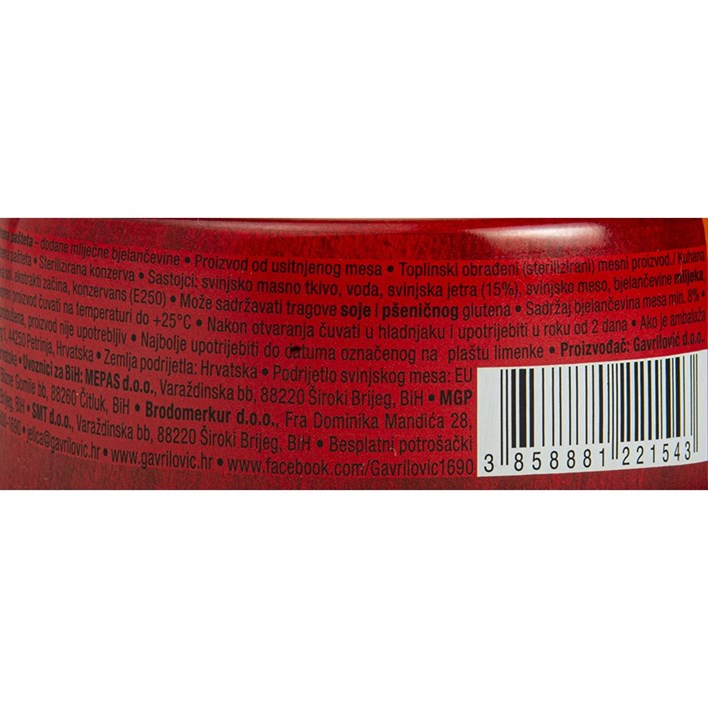 pašteta – dodane mliječne bjelančevine • Proizvod od usitnjenog mesa • Toplinski obrađeni (sterilizirani) mesni proizvod / Kuhana
pašteta • Sterilizirana konzerva • Sastojci: svinjsko masno tkivo, voda, svinjska jetra (15%), svinjsko meso, bjelančevine mlijeka,
sol, ekstrakti začina, konzervans (E250) • Može sadržavati tragove soje i pšeničnog glutena • Sadržaj bjelančevina mesa min. 8% •
proizvod čuvati na temperaturi do +25°C • Nakon otvaranja čuvati u hladnjaku i upotrijebiti u roku od 2 dana • Ako je ambalaža
proizvod nije upotrebljiv • Najbolje upotrijebiti do datuma označenog na plaštu limenke • Proizvođač: Gavrilović d.o.o.,
44250 Petrinja, Hrvatska • Zemlja podrijetla: Hrvatska • Podrijetlo svinjskog mesa: EU
• Uvoznici za BiH: MEPAS d.o.o., Varaždinska bb, 88220 Široki Brijeg, BiH • MGP
bb, 88260 Čitluk, BiH • Brodomerkur d.o.o., Fra Dominika Mandića 28,
• SMT d.o.o., Varaždinska bb, 88220 Široki Brijeg, BiH • Besplatni potrošački
jelica@gavrilovic.hr • www.gavrilovic.hr • www.facebook.com/Gavrilovic1690
3 858881 221543